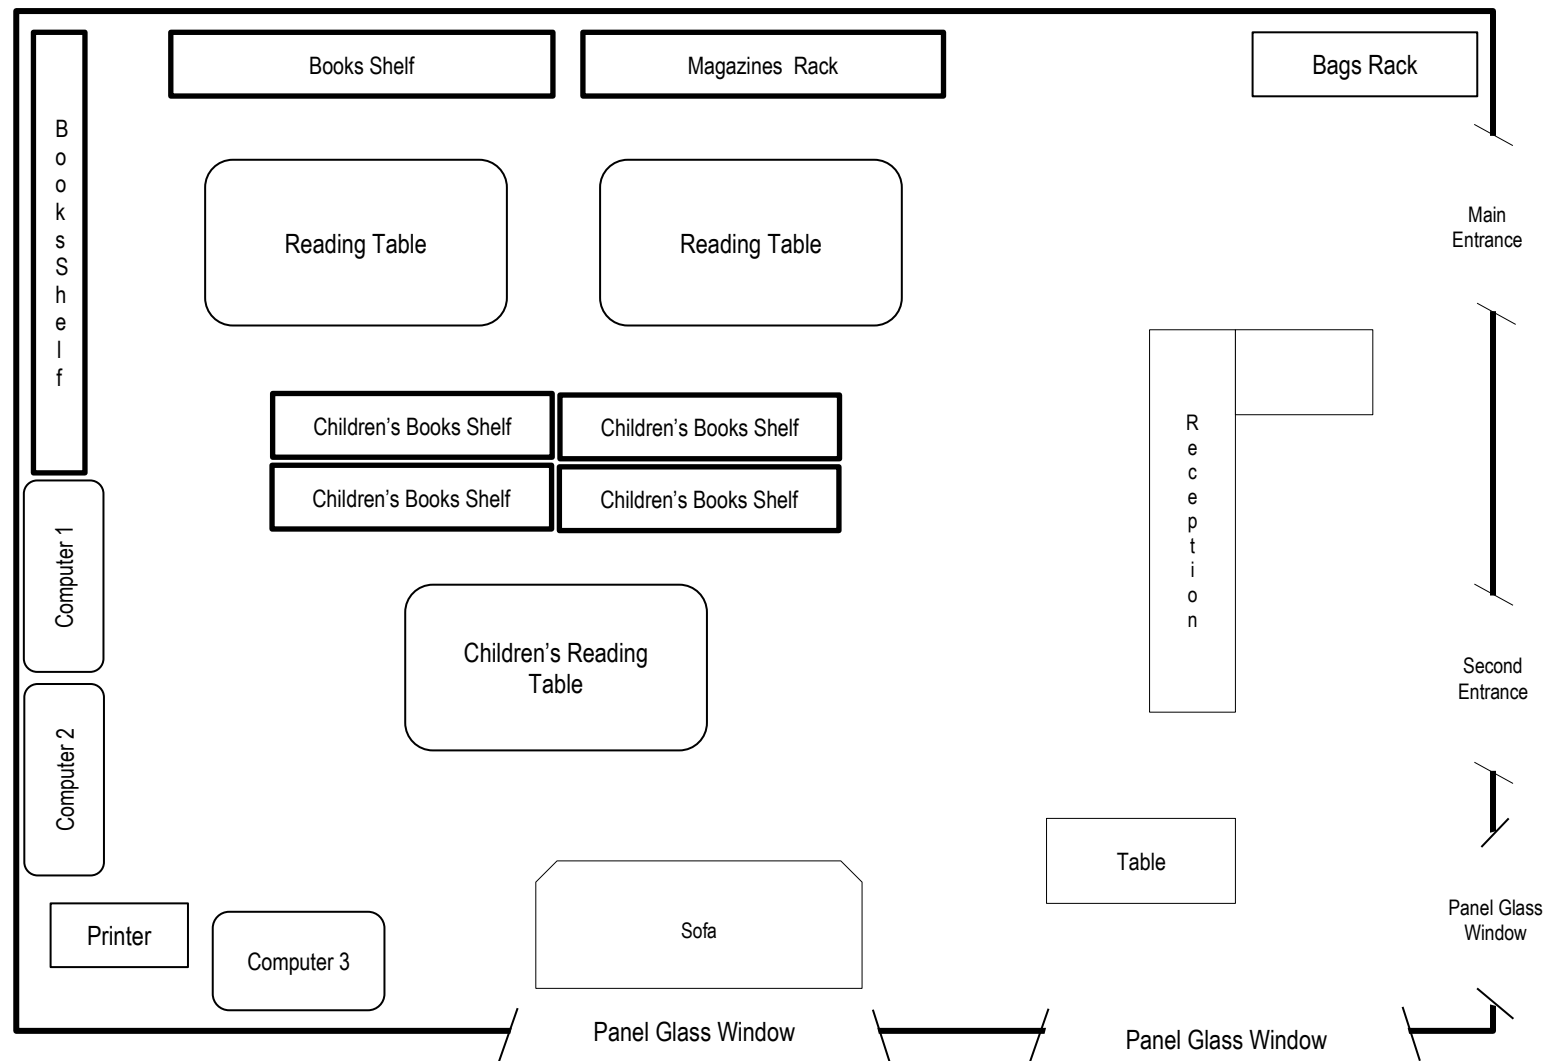 Books Shelf
Magazines Rack
Bags Rack
BooksShelf
Reading Table
Reading Table
Main
Entrance
Children’s Books Shelf
Children’s Books Shelf
Children’s Books Shelf
Children’s Books Shelf
Reception
Computer 1
Children’s Reading
Table
Second
Entrance
Computer 2
Table
Printer
Computer 3
Sofa
Panel Glass
Window
Panel Glass Window
Panel Glass Window